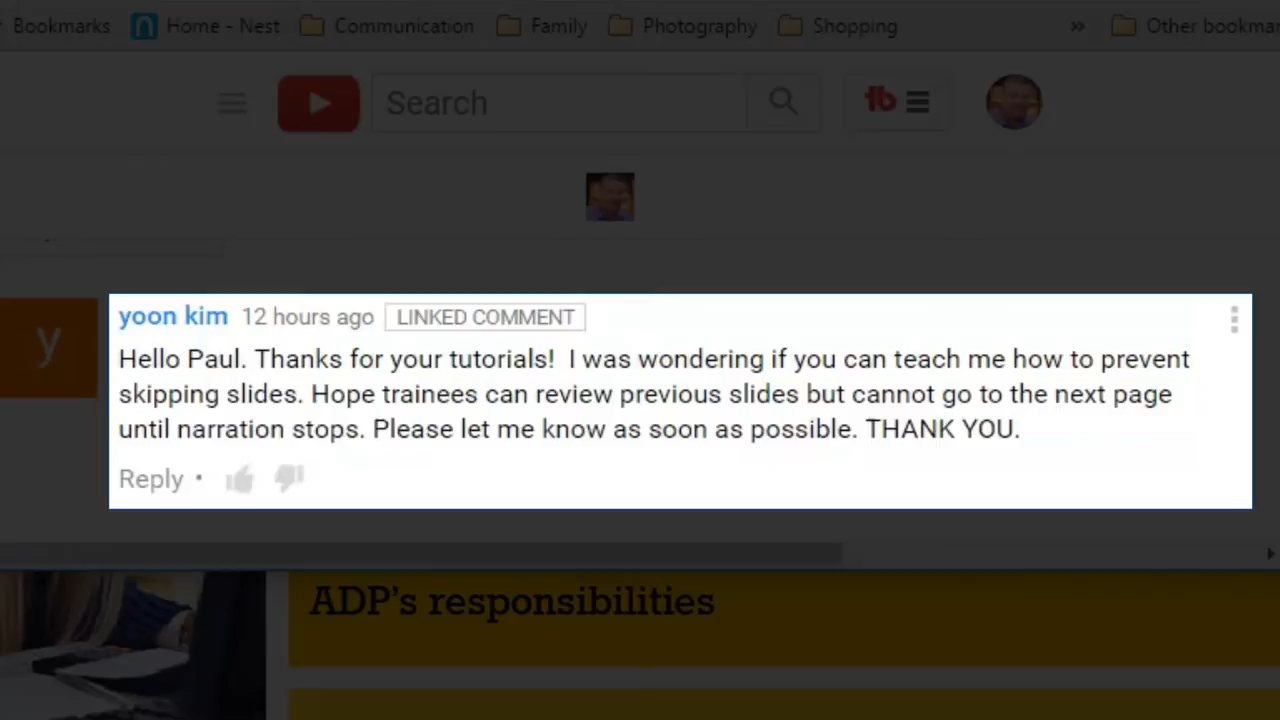 Bookmarks Home - Nest Communication Family Photography Shopping » Other bookma
Search
y
yoon kim 12 hours ago LINKED COMMENT
Hello Paul. Thanks for your tutorials!  I was wondering if you can teach me how to prevent
skipping slides. Hope trainees can review previous slides but cannot go to the next page
until narration stops. Please let me know as soon as possible. THANK YOU.
Reply •
ADP’s responsibilities